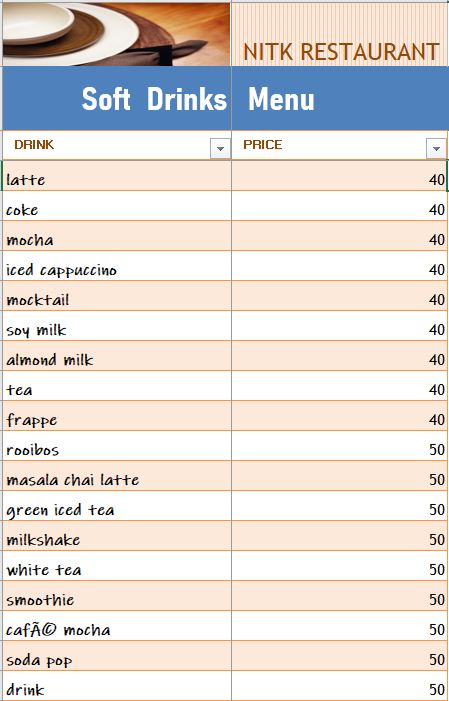 NITK RESTAURANT
Soft Drinks Menu
DRINK PRICE
latte 40
coke 40
mocha 40
iced cappuccino 40
mocktail 40
soy milk 40
almond milk 40
tea 40
frappe 40
rooibos 50
masala chai latte 50
green iced tea 50
milkshake 50
white tea 50
smoothie 50
cafÃ© mocha 50
soda pop 50
drink 50